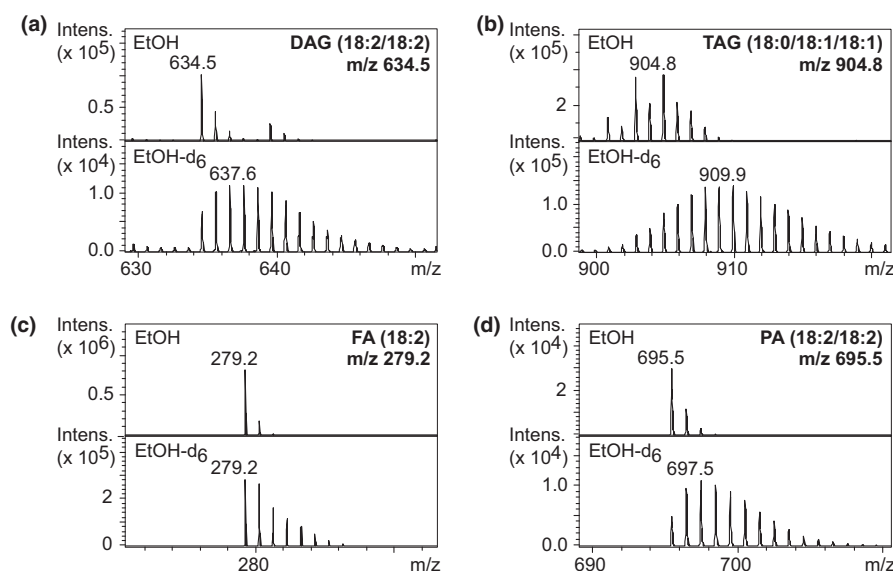 (a)
Intens.
(x 10⁵)
EtOH
DAG (18:2/18:2)
m/z 634.5
634.5
0.5
Intens.
(x 10⁴)
EtOH-d₆
637.6
1.0
0.0
630
640
m/z
(b)
Intens.
(x 10⁵)
EtOH
TAG (18:0/18:1/18:1)
m/z 904.8
904.8
2
Intens.
(x 10⁵)
EtOH-d₆
909.9
1.0
0.0
900
910
m/z
(c)
Intens.
(x 10⁶)
EtOH
FA (18:2)
m/z 279.2
279.2
0.5
Intens.
(x 10⁵)
EtOH-d₆
279.2
2
0
280
m/z
(d)
Intens.
(x 10⁴)
EtOH
PA (18:2/18:2)
m/z 695.5
695.5
2
Intens.
(x 10⁴)
EtOH-d₆
697.5
1.0
0.0
690
700
m/z